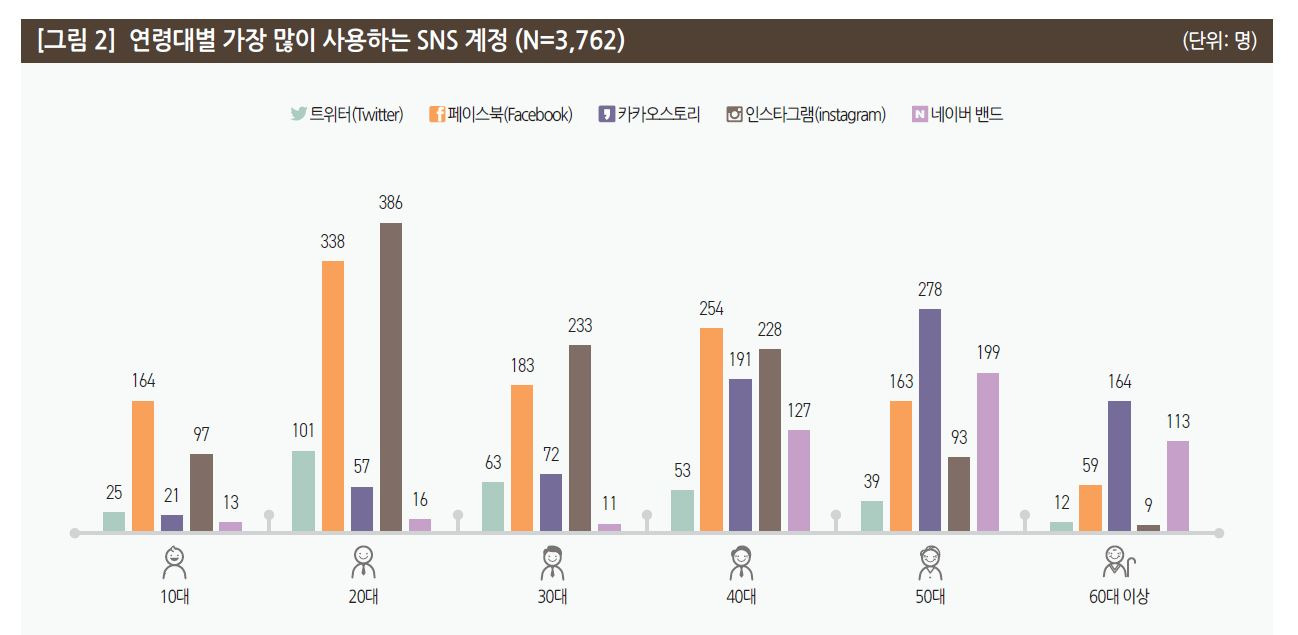 [그림 2] 연령대별 가장 많이 사용하는 SNS 계정 (N=3,762) (단위: 명)
트위터(Twitter) 페이스북(Facebook) 카카오스토리 인스타그램(instagram) 네이버 밴드
25 164 21 97 13
101 338 57 386 16
63 183 72 233 11
53 254 191 228 127
39 163 278 93 199
12 59 164 9 113
10대 20대 30대 40대 50대 60대 이상